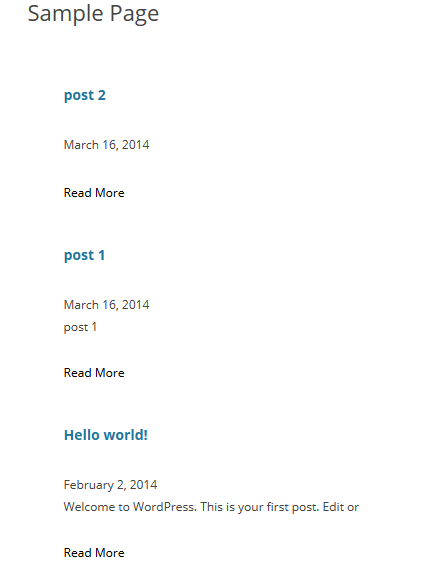 Sample Page
post 2
March 16, 2014
Read More
post 1
March 16, 2014
post 1
Read More
Hello world!
February 2, 2014
Welcome to WordPress. This is your first post. Edit or
Read More